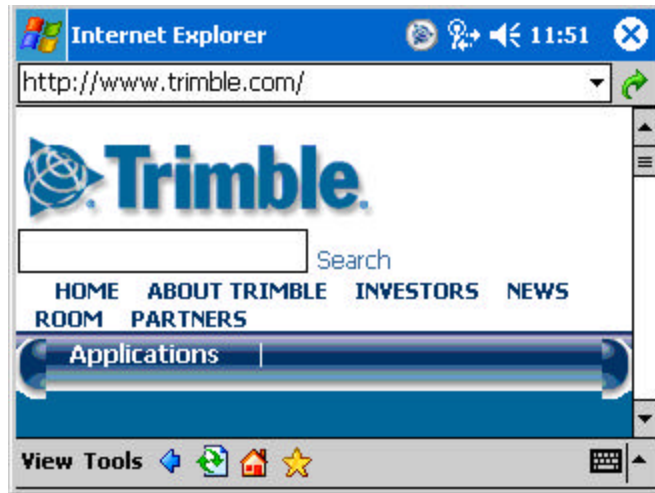 Internet Explorer 11:51
http://www.trimble.com/
Trimble.
Search
HOME ABOUT TRIMBLE INVESTORS NEWS
ROOM PARTNERS
Applications |
View Tools